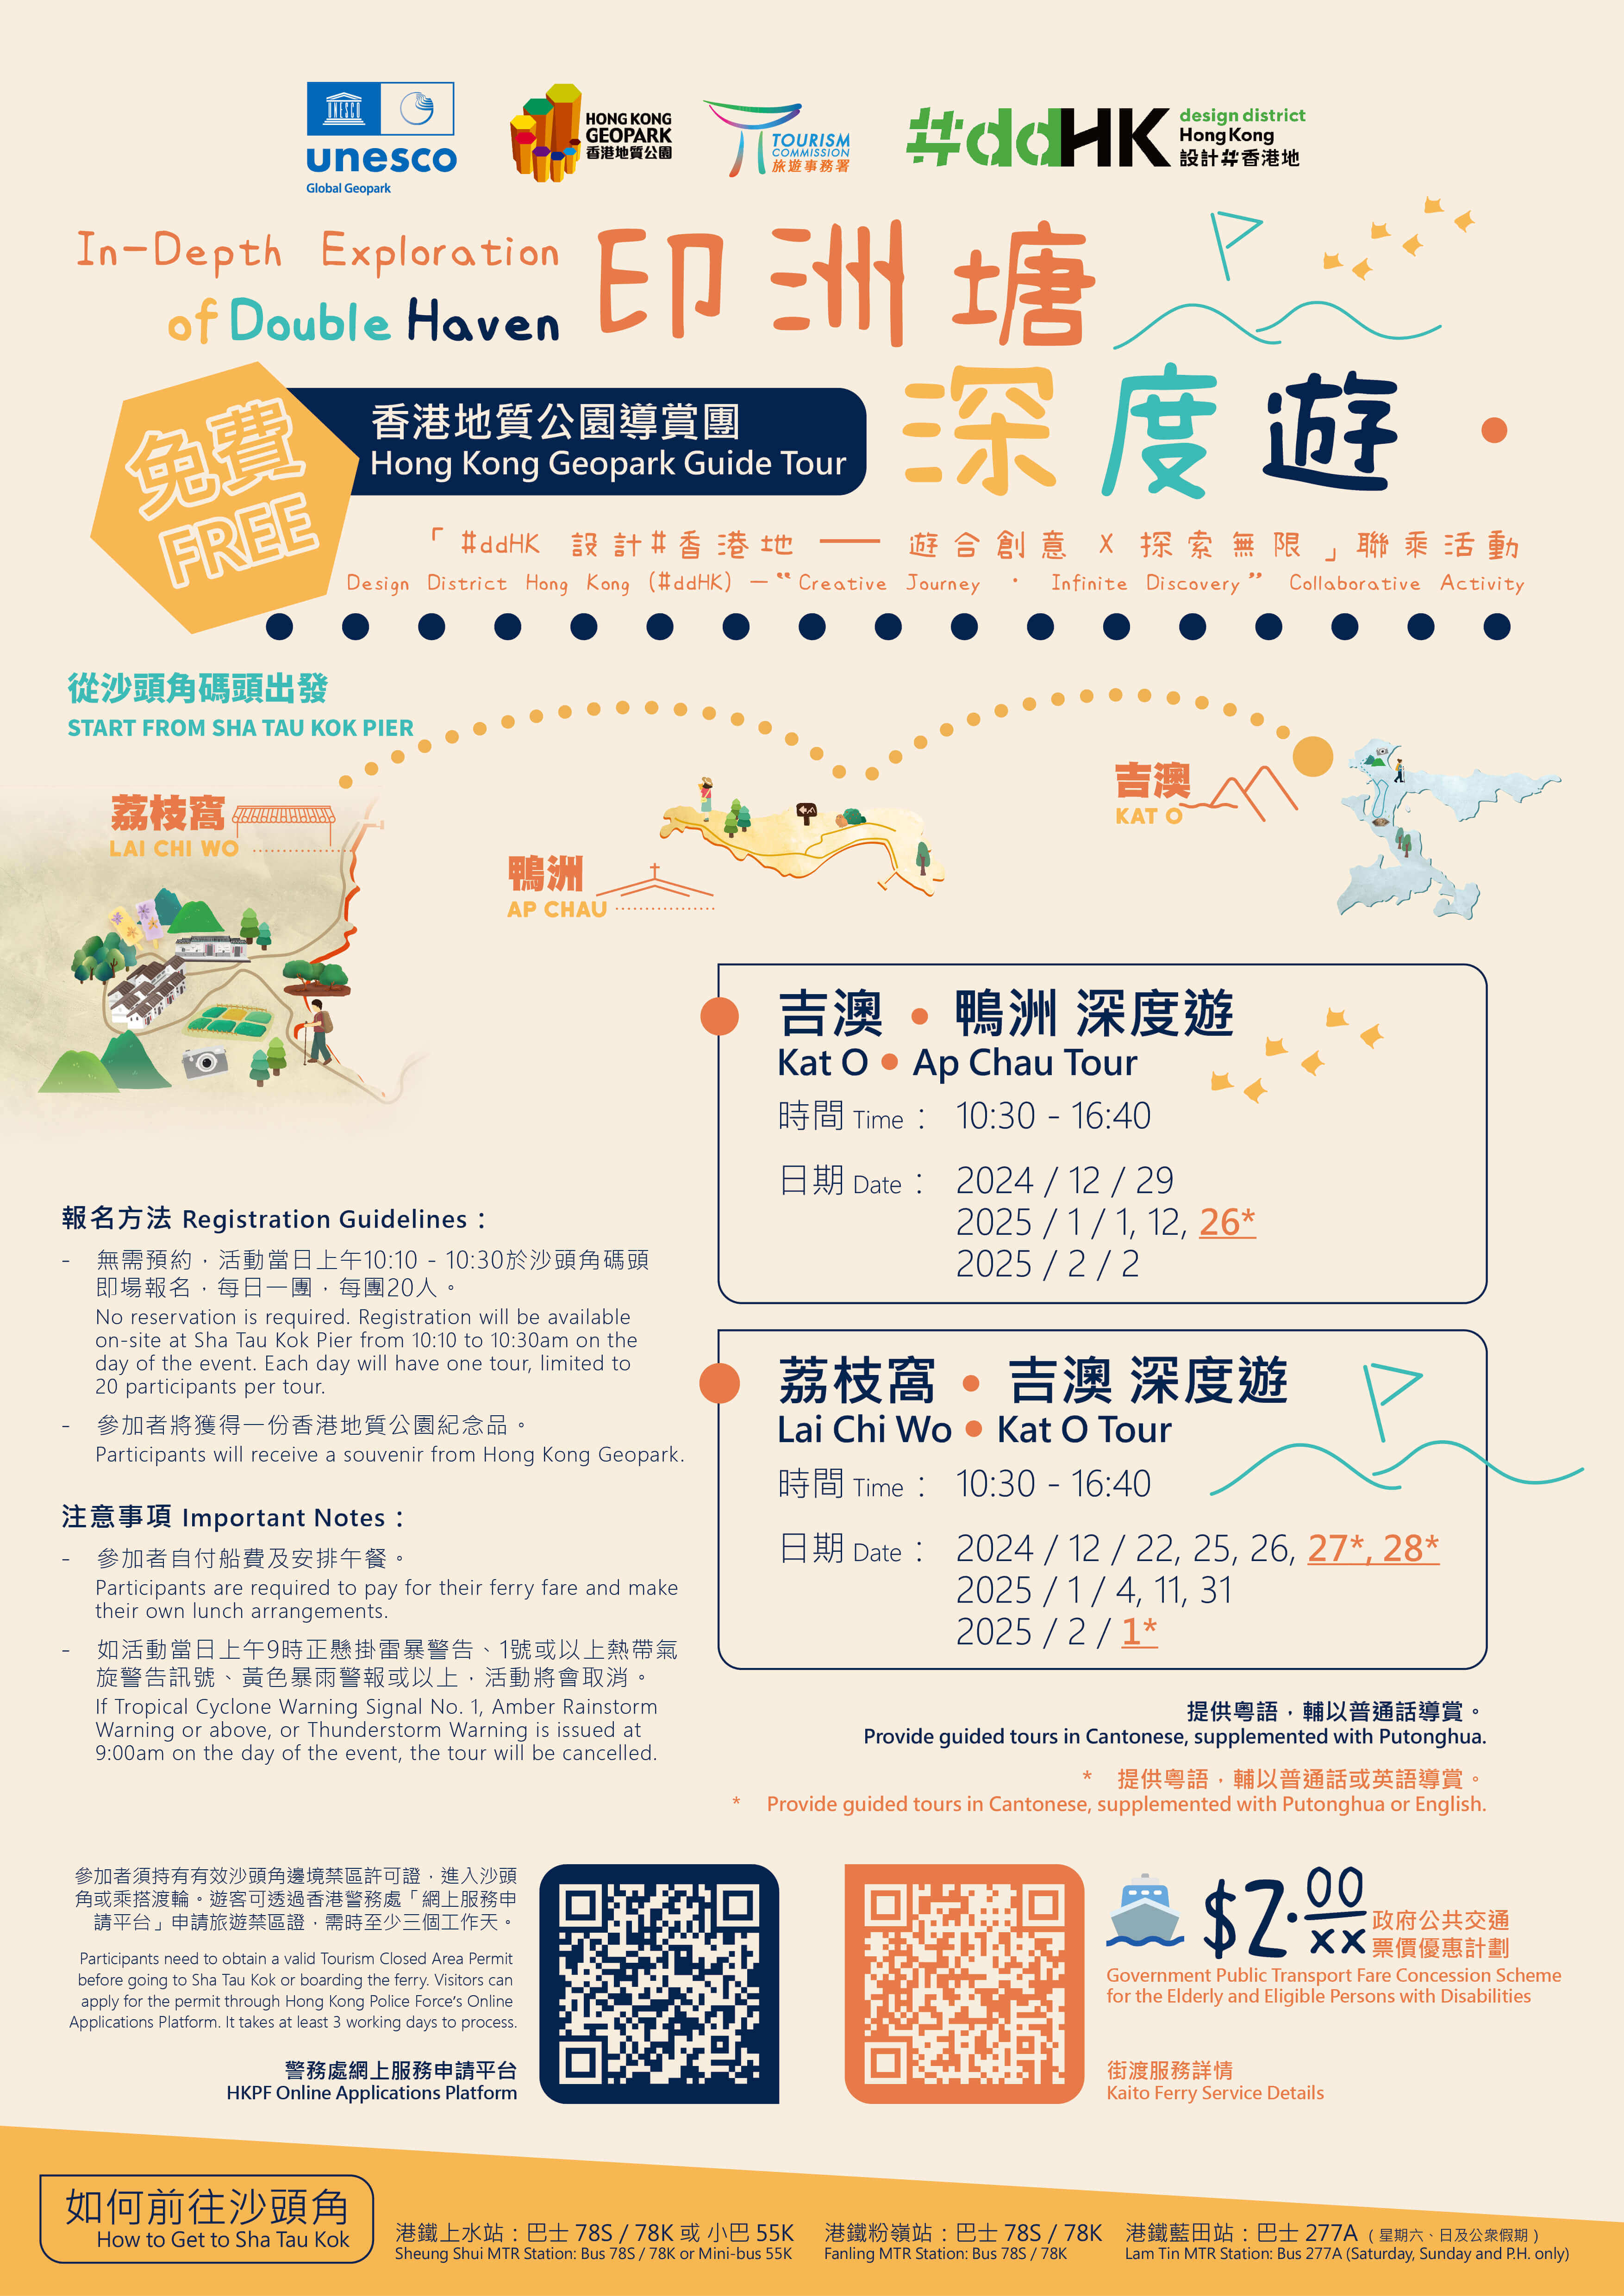 UNESCO
unesco
Global Geopark
HONG KONG
GEOPARK
香港地質公園
TOURISM
COMMISSION
旅遊事務署
#ddHK
design district
Hong Kong
設計#香港地
In-Depth Exploration
of Double Haven
印洲塘
深度遊
免費
FREE
香港地質公園導賞團
Hong Kong Geopark Guide Tour
「#ddHK 設計#香港地 —— 遊合創意 X 探索無限」聯乘活動
Design District Hong Kong (#ddHK) — “Creative Journey · Infinite Discovery” Collaborative Activity
從沙頭角碼頭出發
START FROM SHA TAU KOK PIER
荔枝窩
LAI CHI WO
鴨洲
AP CHAU
吉澳
KAT O
吉澳 • 鴨洲 深度遊
Kat O • Ap Chau Tour
時間 Time : 10:30 - 16:40
日期 Date : 2024 / 12 / 29
2025 / 1 / 1, 12, 26*
2025 / 2 / 2
荔枝窩 • 吉澳 深度遊
Lai Chi Wo • Kat O Tour
時間 Time : 10:30 - 16:40
日期 Date : 2024 / 12 / 22, 25, 26, 27*, 28*
2025 / 1 / 4, 11, 31
2025 / 2 / 1*
提供粵語，輔以普通話導賞。
Provide guided tours in Cantonese, supplemented with Putonghua.
* 提供粵語，輔以普通話或英語導賞。
* Provide guided tours in Cantonese, supplemented with Putonghua or English.
報名方法 Registration Guidelines :
- 無需預約，活動當日上午10:10 - 10:30於沙頭角碼頭
即場報名，每日一團，每團20人。
No reservation is required. Registration will be available
on-site at Sha Tau Kok Pier from 10:10 to 10:30am on the
day of the event. Each day will have one tour, limited to
20 participants per tour.
- 參加者將獲得一份香港地質公園紀念品。
Participants will receive a souvenir from Hong Kong Geopark.
注意事項 Important Notes :
- 參加者自付船費及安排午餐。
Participants are required to pay for their ferry fare and make
their own lunch arrangements.
- 如活動當日上午9時正懸掛雷暴警告、1號或以上熱帶氣
旋警告訊號、黃色暴雨警報或以上，活動將會取消。
If Tropical Cyclone Warning Signal No. 1, Amber Rainstorm
Warning or above, or Thunderstorm Warning is issued at
9:00am on the day of the event, the tour will be cancelled.
參加者須持有有效沙頭角邊境禁區許可證，進入沙頭
角或乘搭渡輪。遊客可透過香港警務處「網上服務申
請平台」申請旅遊禁區證，需時至少三個工作天。
Participants need to obtain a valid Tourism Closed Area Permit
before going to Sha Tau Kok or boarding the ferry. Visitors can
apply for the permit through Hong Kong Police Force's Online
Applications Platform. It takes at least 3 working days to process.
警務處網上服務申請平台
HKPF Online Applications Platform
$2.00
xx
政府公共交通
票價優惠計劃
Government Public Transport Fare Concession Scheme
for the Elderly and Eligible Persons with Disabilities
街渡服務詳情
Kaito Ferry Service Details
如何前往沙頭角
How to Get to Sha Tau Kok
港鐵上水站：巴士 78S / 78K 或 小巴 55K
Sheung Shui MTR Station: Bus 78S / 78K or Mini-bus 55K
港鐵粉嶺站：巴士 78S / 78K
Fanling MTR Station: Bus 78S / 78K
港鐵藍田站：巴士 277A（星期六、日及公眾假期）
Lam Tin MTR Station: Bus 277A (Saturday, Sunday and P.H. only)